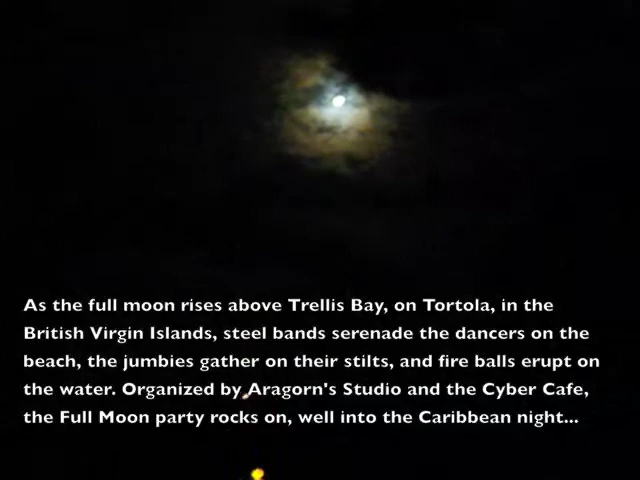 As the full moon rises above Trellis Bay, on Tortola, in the
British Virgin Islands, steel bands serenade the dancers on the
beach, the jumbies gather on their stilts, and fire balls erupt on
the water. Organized by Aragorn's Studio and the Cyber Cafe,
the Full Moon party rocks on, well into the Caribbean night...